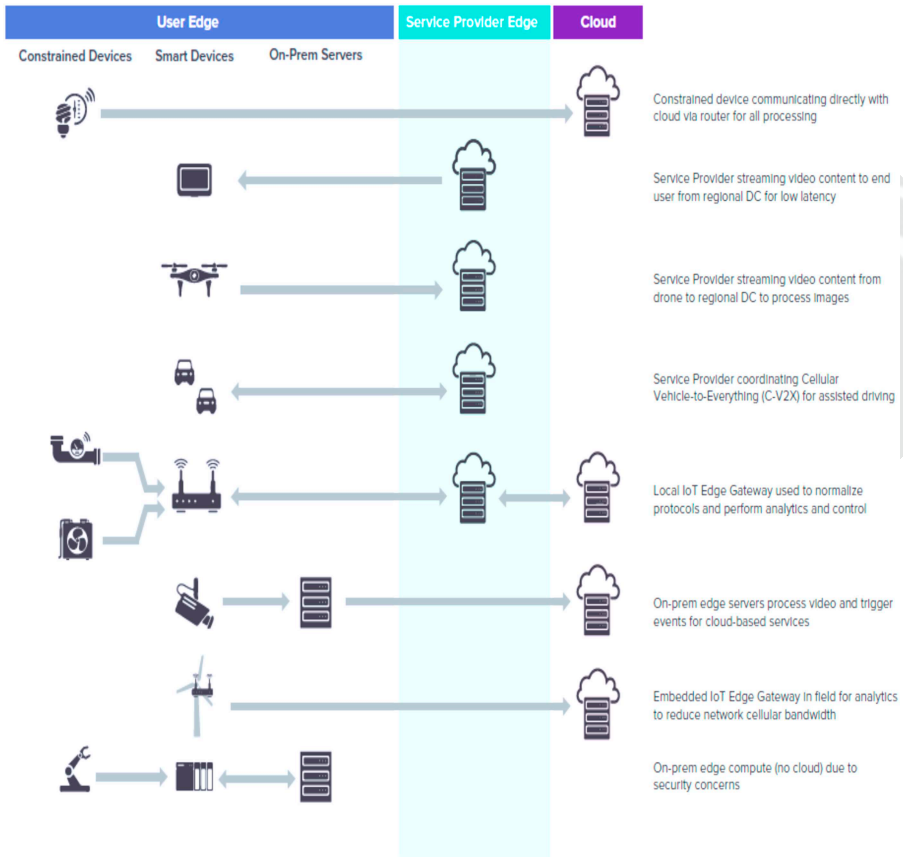 User Edge
Service Provider Edge
Cloud
Constrained Devices
Smart Devices
On-Prem Servers
Constrained device communicating directly with
cloud via router for all processing
Service Provider streaming video content to end
user from regional DC for low latency
Service Provider streaming video content from
drone to regional DC to process images
Service Provider coordinating Cellular
Vehicle-to-Everything (C-V2X) for assisted driving
Local IoT Edge Gateway used to normalize
protocols and perform analytics and control
On-prem edge servers process video and trigger
events for cloud-based services
Embedded IoT Edge Gateway in field for analytics
to reduce network cellular bandwidth
On-prem edge compute (no cloud) due to
security concerns